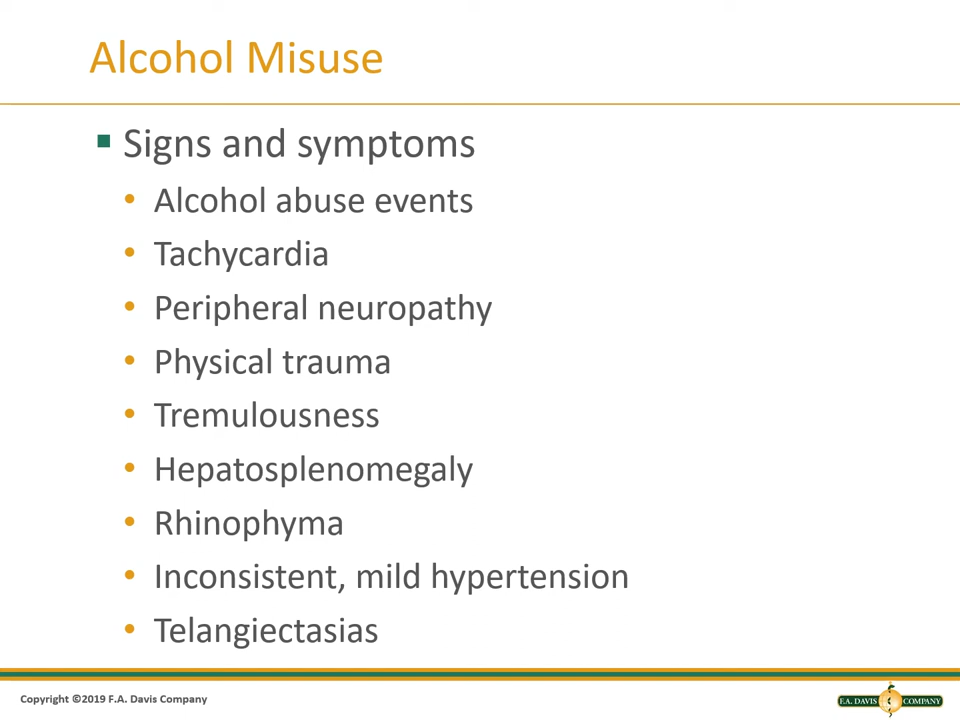 Alcohol Misuse
Signs and symptoms
Alcohol abuse events
Tachycardia
Peripheral neuropathy
Physical trauma
Tremulousness
Hepatosplenomegaly
Rhinophyma
Inconsistent, mild hypertension
Telangiectasias
Copyright ©2019 F.A. Davis Company
F.A. DAVIS COMPANY